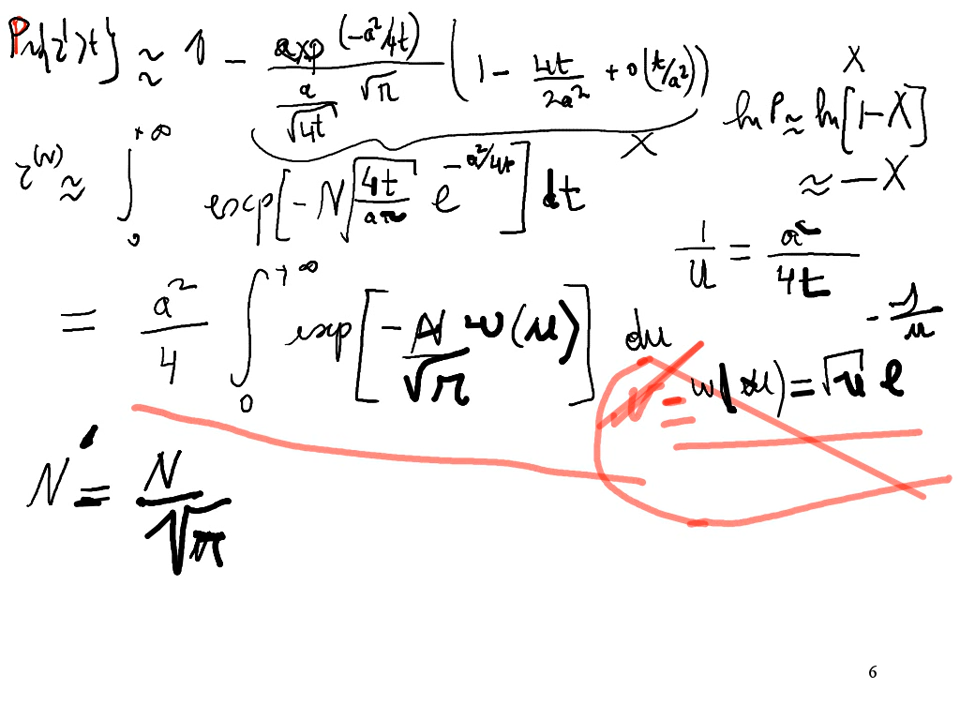 Pr{τ¹>t} ≈ 1 - exp(-a²/4t) / (a/√4t √π) (1 - 4t/2a² + o(t/a²))
X X
ln P ≈ ln[1-X]
≈ -X
τ^(N) ≈ ∫₀^{+∞} exp[-N √(4t/aπ) e^{-a²/4t}] dt
1/u = a²/4t
= a²/4 ∫₀^{+∞} exp[-N/√π w(u)] du
w(u) = √u e^{-1/u}
N' = N/√π
6